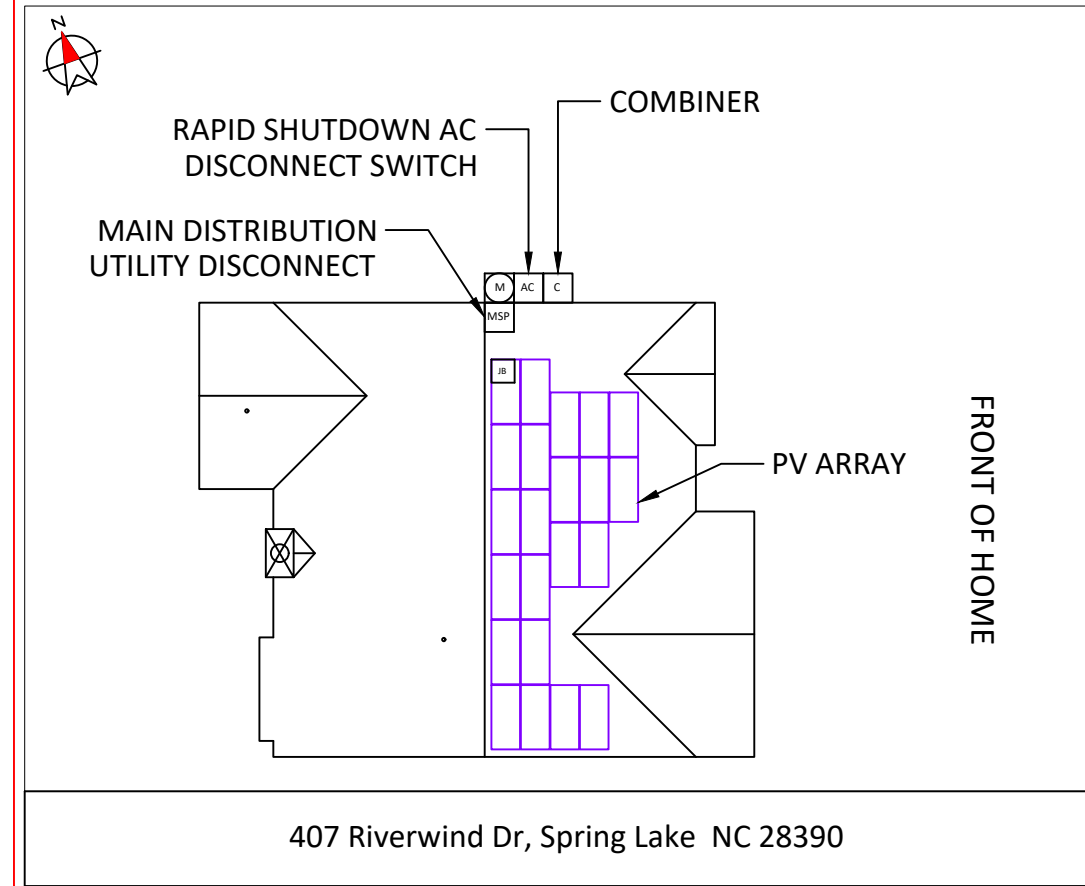 N
COMBINER
RAPID SHUTDOWN AC
DISCONNECT SWITCH
MAIN DISTRIBUTION
UTILITY DISCONNECT
M
AC
C
MSP
JB
PV ARRAY
FRONT OF HOME
407 Riverwind Dr, Spring Lake  NC 28390